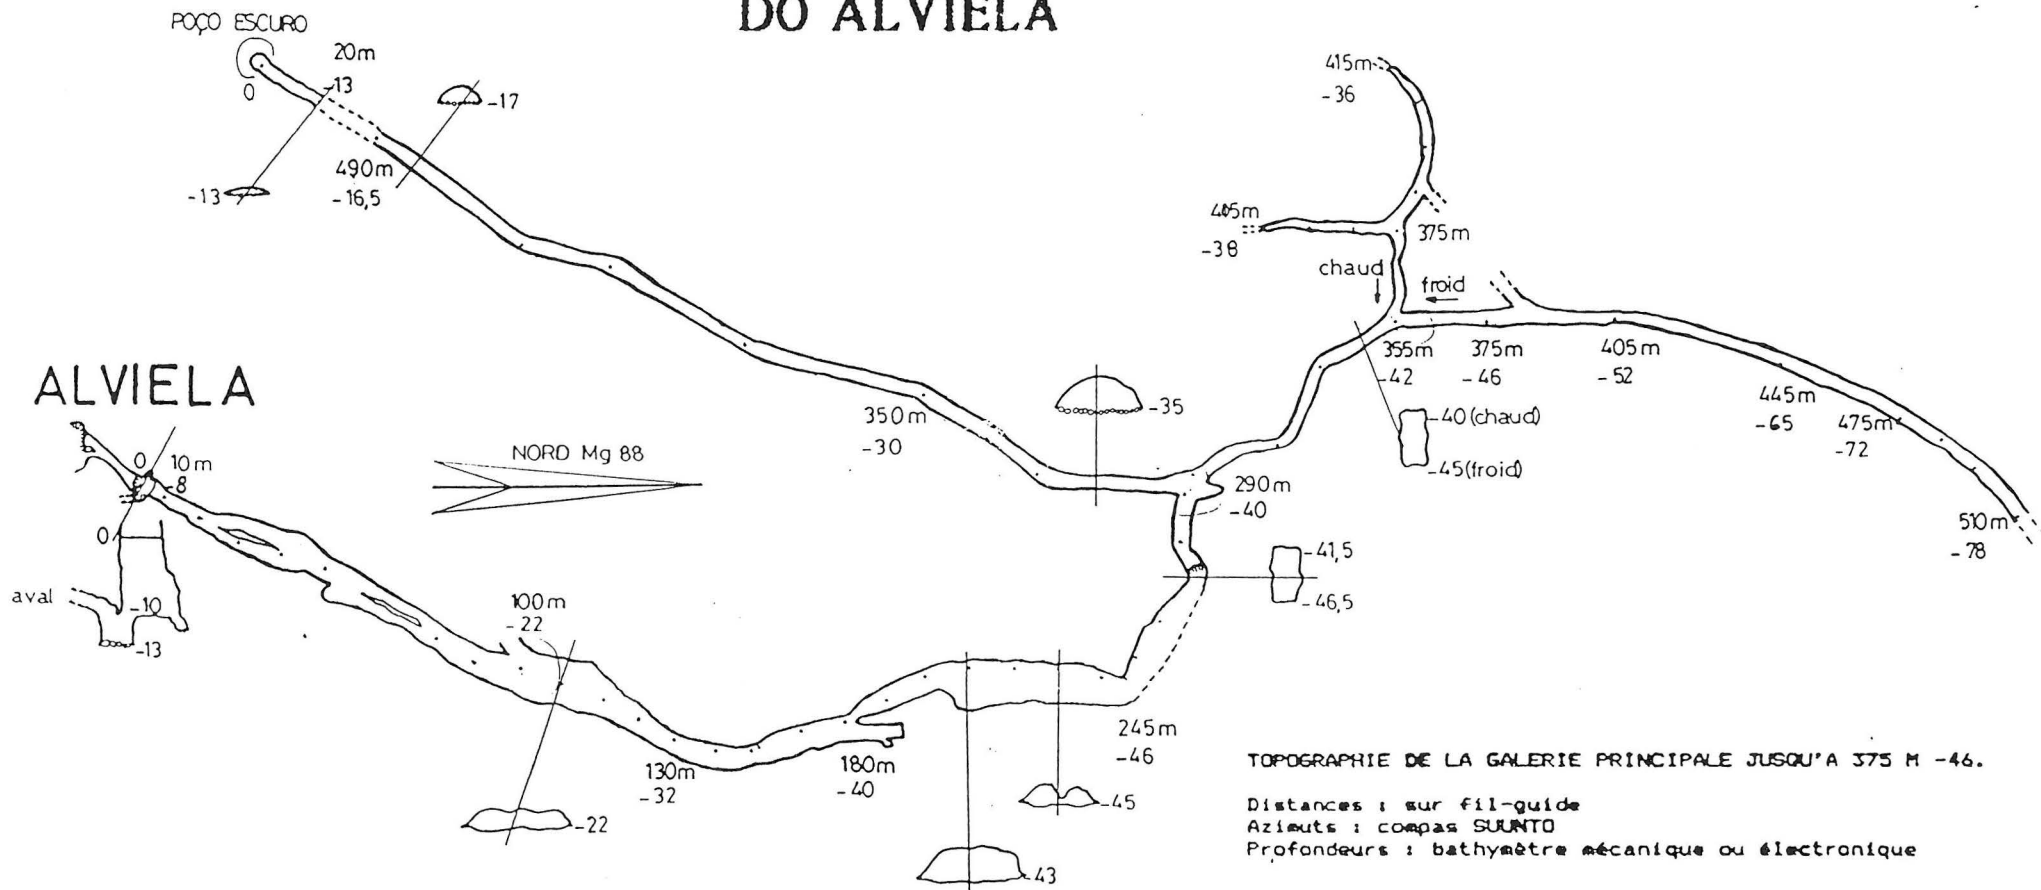 DO ALVIELA
POÇO ESCURO
0
20m
-13
-17
-13
490m
-16,5
415m
-36
405m
-38
375m
chaud
froid
355m
-42
375m
-46
405m
-52
445m
-65
475m
-72
510m
-78
-40 (chaud)
-45 (froid)
350m
-30
-35
290m
-40
-41,5
-46,5
ALVIELA
NORD Mg 88
0
10m
-8
0
aval
-10
-13
100m
-22
-22
130m
-32
180m
-40
245m
-46
-45
-43
TOPOGRAPHIE DE LA GALERIE PRINCIPALE JUSQU'A 375 M -46.
Distances : sur fil-guide
Azimuts : compas SUUNTO
Profondeurs : bathymètre mécanique ou électronique